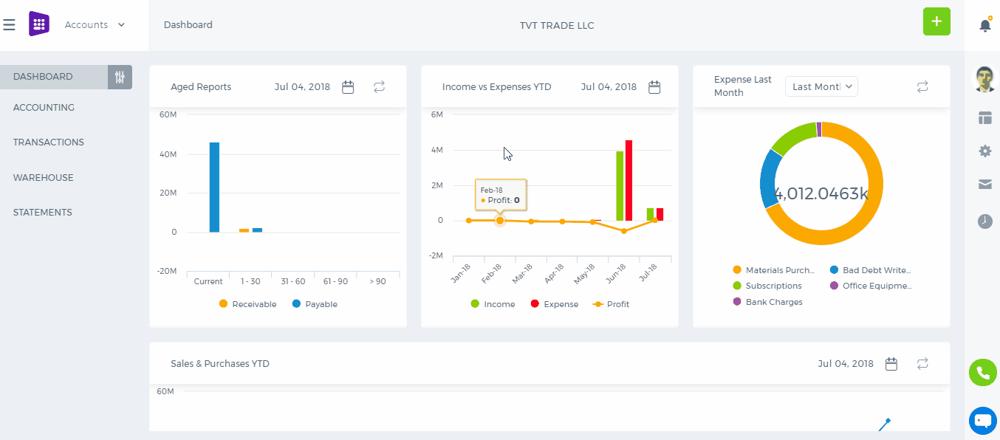 Accounts
Dashboard
TVT TRADE LLC
+
DASHBOARD
ACCOUNTING
TRANSACTIONS
WAREHOUSE
STATEMENTS
Aged Reports
Jul 04, 2018
60M
40M
20M
0
-20M
Current
1 - 30
31 - 60
61 - 90
> 90
Receivable
Payable
Income vs Expenses YTD
Jul 04, 2018
6M
4M
2M
0
-2M
Feb-18
Profit: 0
Jan-18
Feb-18
Mar-18
Apr-18
May-18
Jun-18
Jul-18
Income
Expense
Profit
Expense Last
Month
Last Montl
4,012.0463k
Materials Purch...
Bad Debt Write...
Subscriptions
Office Equipme...
Bank Charges
Sales & Purchases YTD
Jul 04, 2018
60M